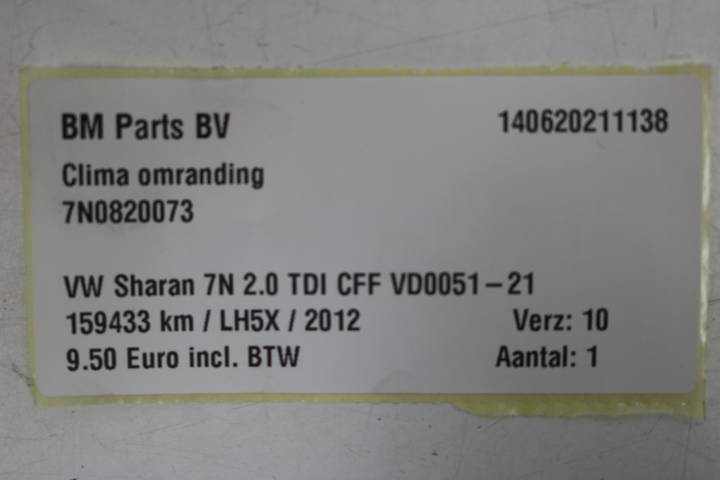 BM Parts BV 140620211138
Clima omranding
7N0820073
VW Sharan 7N 2.0 TDI CFF VD0051-21
159433 km / LH5X / 2012 Verz: 10
9.50 Euro incl. BTW Aantal: 1